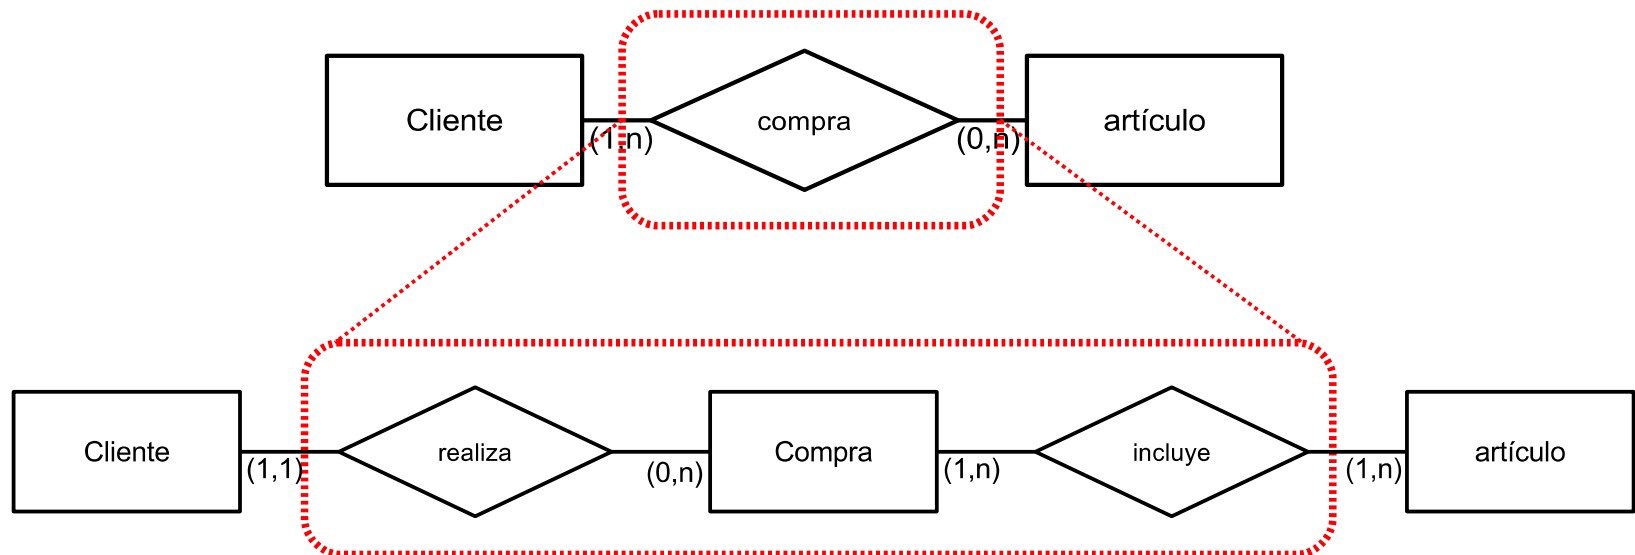 Cliente
(1,n)
compra
(0,n)
artículo
Cliente
(1,1)
realiza
(0,n)
Compra
(1,n)
incluye
(1,n)
artículo